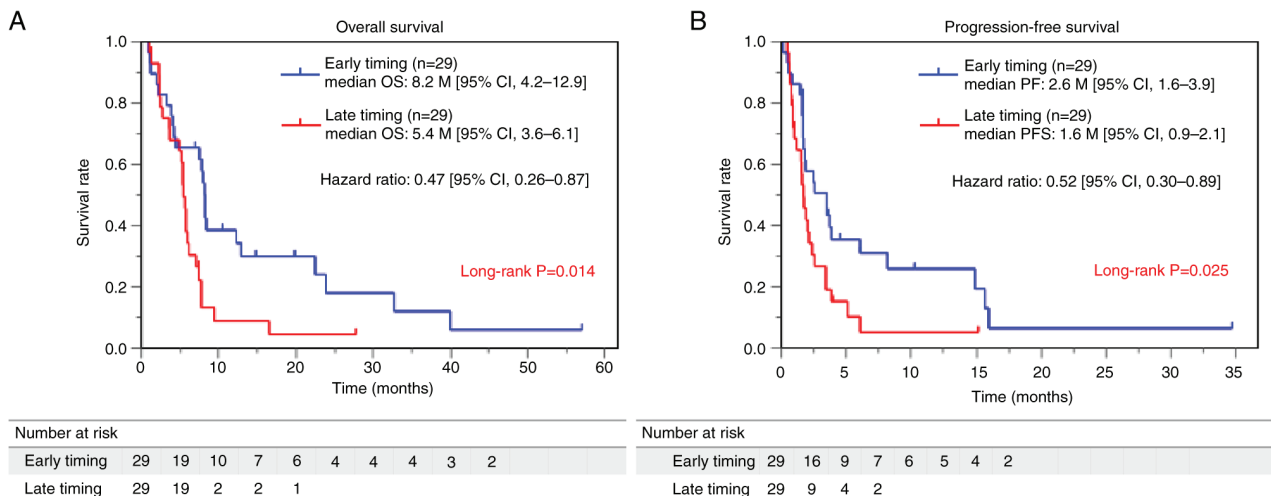 A
Overall survival
Early timing (n=29)
median OS: 8.2 M [95% CI, 4.2–12.9]
Late timing (n=29)
median OS: 5.4 M [95% CI, 3.6–6.1]
Hazard ratio: 0.47 [95% CI, 0.26–0.87]
Long-rank P=0.014
Survival rate
1.0
0.8
0.6
0.4
0.2
0.0
0 10 20 30 40 50 60
Time (months)
Number at risk
Early timing 29 19 10 7 6 4 4 4 3 2
Late timing 29 19 2 2 1
B
Progression-free survival
Early timing (n=29)
median PF: 2.6 M [95% CI, 1.6–3.9]
Late timing (n=29)
median PFS: 1.6 M [95% CI, 0.9–2.1]
Hazard ratio: 0.52 [95% CI, 0.30–0.89]
Long-rank P=0.025
Survival rate
1.0
0.8
0.6
0.4
0.2
0.0
0 5 10 15 20 25 30 35
Time (months)
Number at risk
Early timing 29 16 9 7 6 5 4 2
Late timing 29 9 4 2